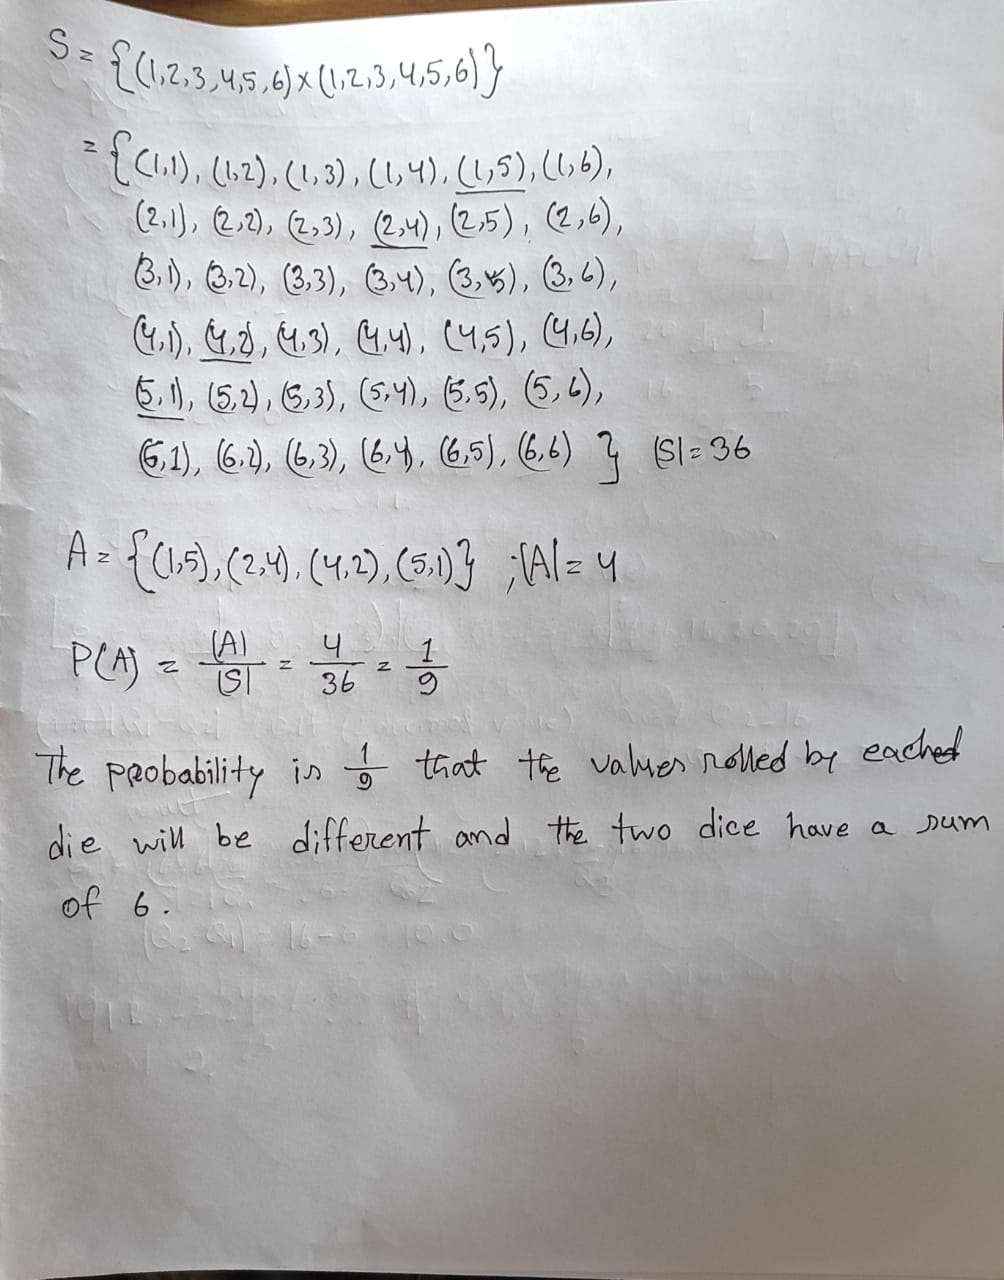 S = {(1,2,3,4,5,6) x (1,2,3,4,5,6)}
= {(1,1), (1,2), (1,3), (1,4), (1,5), (1,6),
(2,1), (2,2), (2,3), (2,4), (2,5), (2,6),
(3,1), (3,2), (3,3), (3,4), (3,5), (3,6),
(4,1), (4,2), (4,3), (4,4), (4,5), (4,6),
(5,1), (5,2), (5,3), (5,4), (5,5), (5,6),
(6,1), (6,2), (6,3), (6,4), (6,5), (6,6) } |S| = 36
A = {(1,5), (2,4), (4,2), (5,1)} ; |A| = 4
P(A) = |A|/|S| = 4/36 = 1/9
The probability is 1/9 that the values rolled by eached
die will be different and the two dice have a sum
of 6.